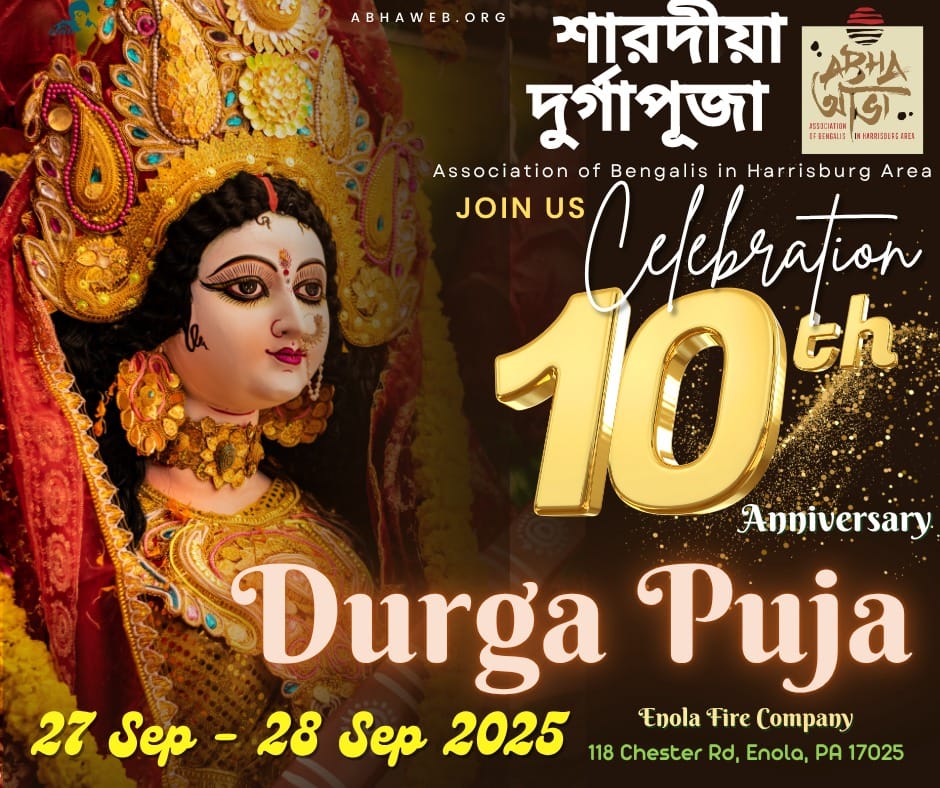 ABHAWEB.ORG
শারদীয়া
দুর্গাপূজা
ABHA
আভা
ASSOCIATION
OF BENGALIS IN HARRISBURG AREA
Association of Bengalis in Harrisburg Area
JOIN US
Celebration
10th
Anniversary
Durga Puja
27 Sep - 28 Sep 2025
Enola Fire Company
118 Chester Rd, Enola, PA 17025